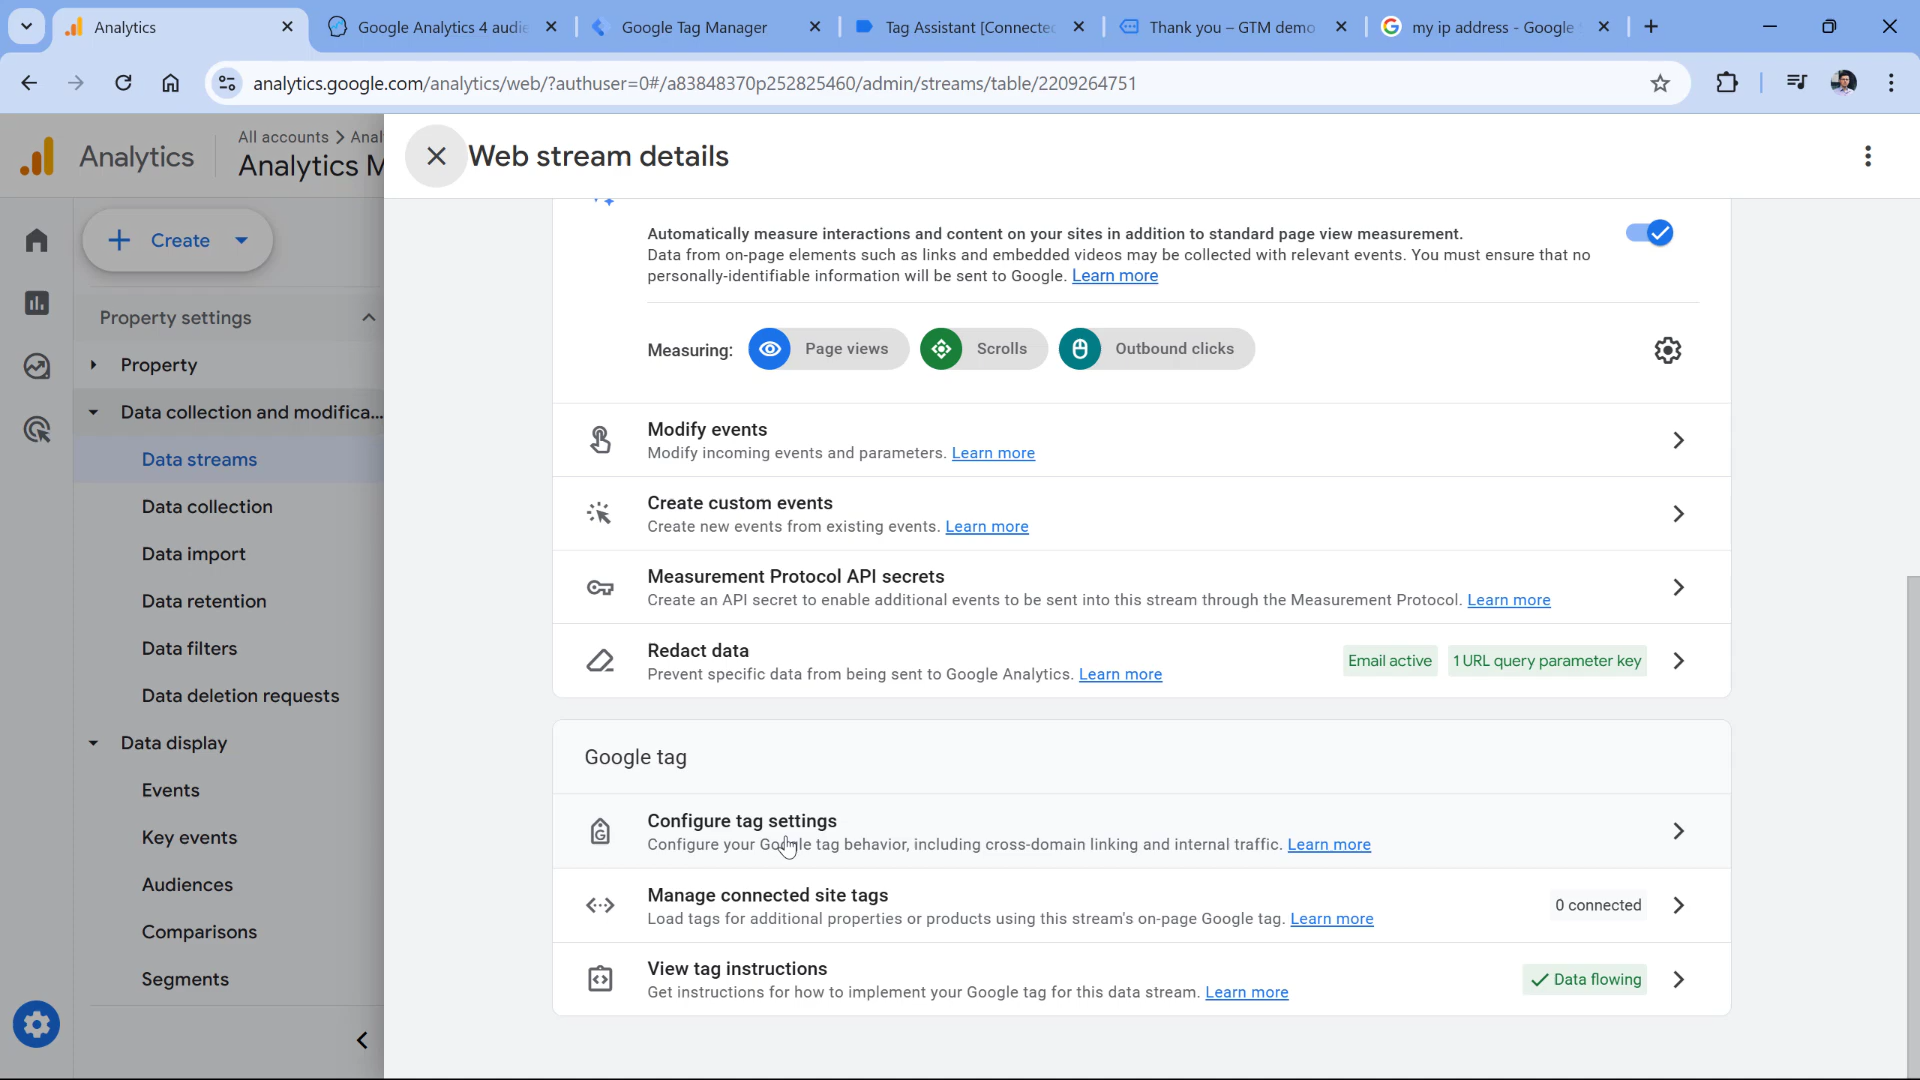 Analytics
Google Analytics 4 audie
Google Tag Manager
Tag Assistant [Connected
Thank you – GTM demo
my ip address - Google
analytics.google.com/analytics/web/?authuser=0#/a83848370p252825460/admin/streams/table/2209264751
Analytics
All accounts > Anal
Analytics M
Web stream details
Create
Property settings
Property
Data collection and modifica...
Data streams
Data collection
Data import
Data retention
Data filters
Data deletion requests
Data display
Events
Key events
Audiences
Comparisons
Segments
Automatically measure interactions and content on your sites in addition to standard page view measurement.
Data from on-page elements such as links and embedded videos may be collected with relevant events. You must ensure that no
personally-identifiable information will be sent to Google. Learn more
Measuring: Page views Scrolls Outbound clicks
Modify events
Modify incoming events and parameters. Learn more
Create custom events
Create new events from existing events. Learn more
Measurement Protocol API secrets
Create an API secret to enable additional events to be sent into this stream through the Measurement Protocol. Learn more
Redact data
Prevent specific data from being sent to Google Analytics. Learn more
Email active
1 URL query parameter key
Google tag
Configure tag settings
Configure your Google tag behavior, including cross-domain linking and internal traffic. Learn more
Manage connected site tags
Load tags for additional properties or products using this stream's on-page Google tag. Learn more
0 connected
View tag instructions
Get instructions for how to implement your Google tag for this data stream. Learn more
Data flowing